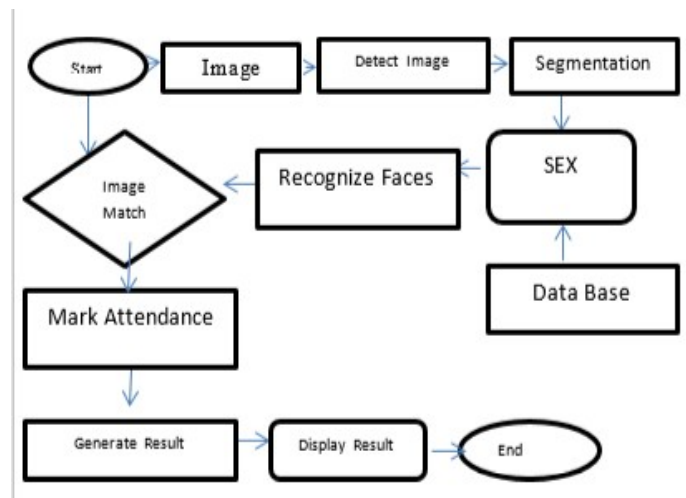 Start
Image
Detect Image
Segmentation
SEX
Recognize Faces
Image
Match
Data Base
Mark Attendance
Generate Result
Display Result
End